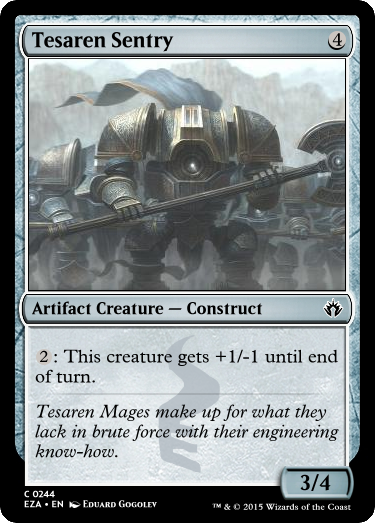 Tesaren Sentry 4
Artifact Creature — Construct
2 : This creature gets +1/-1 until end
of turn.
Tesaren Mages make up for what they
lack in brute force with their engineering
know-how.
3/4
C 0244
EZA • EN Eduard Gogolev
™ & © 2015 Wizards of the Coast